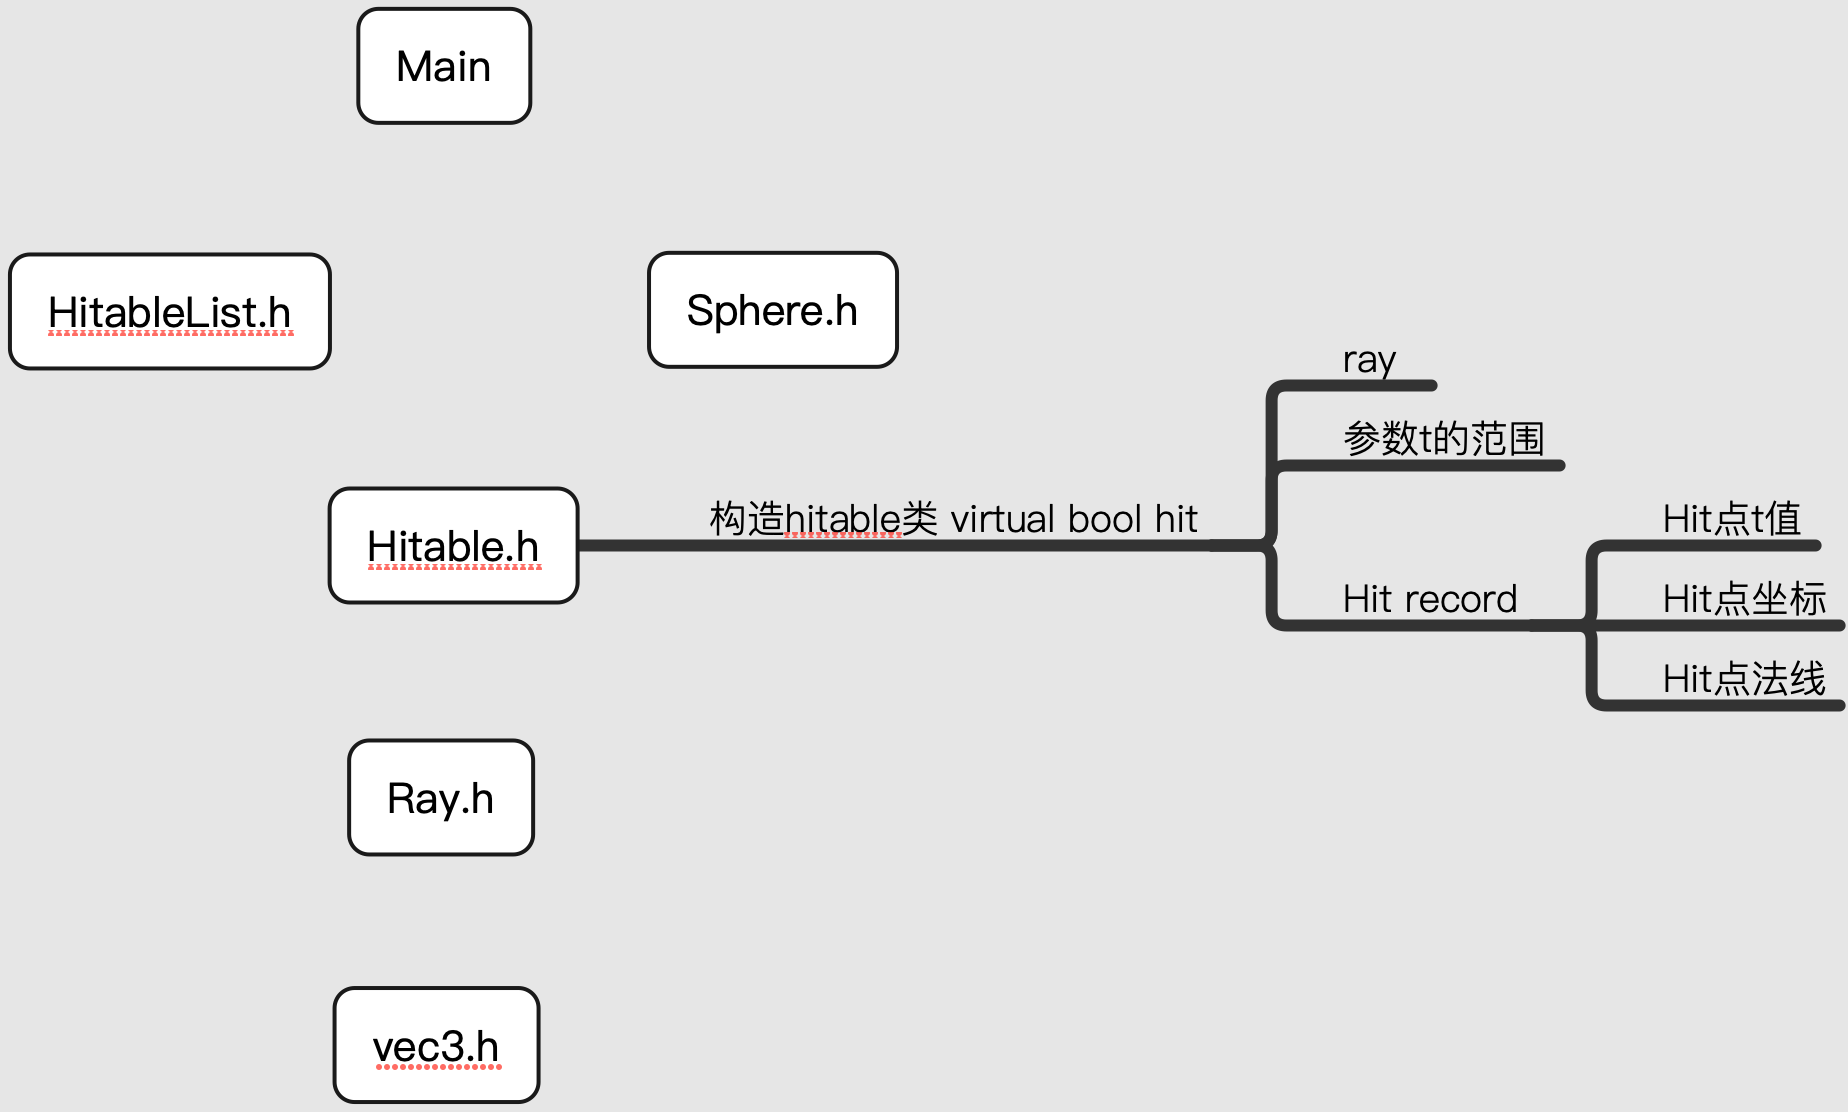 Main
HitableList.h
Sphere.h
Hitable.h
构造hitable类 virtual bool hit
ray
参数t的范围
Hit record
Hit点t值
Hit点坐标
Hit点法线
Ray.h
vec3.h